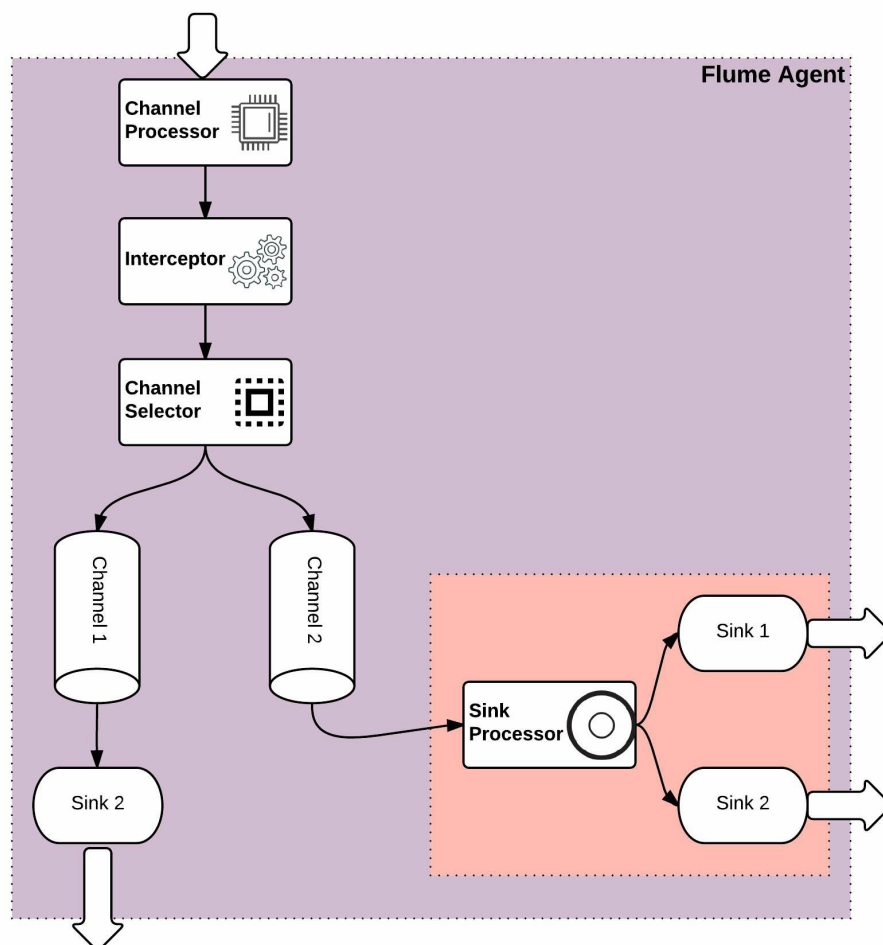 Flume Agent
Channel
Processor
Interceptor
Channel
Selector
Channel 1
Channel 2
Sink 1
Sink
Processor
Sink 2
Sink 2